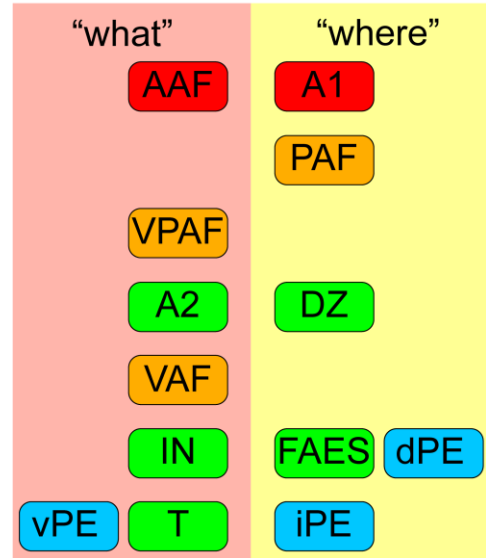 “what” “where”
AAF A1
PAF
VPAF
A2 DZ
VAF
IN FAES dPE
vPE T iPE